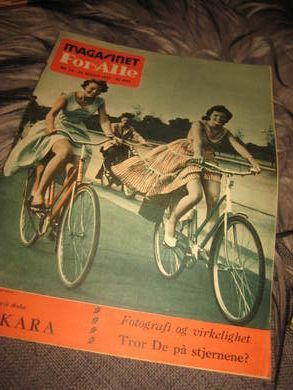 MAGASINET
For Alle
KARA
Fotografi og virkelighet
Tror De på stjernene?